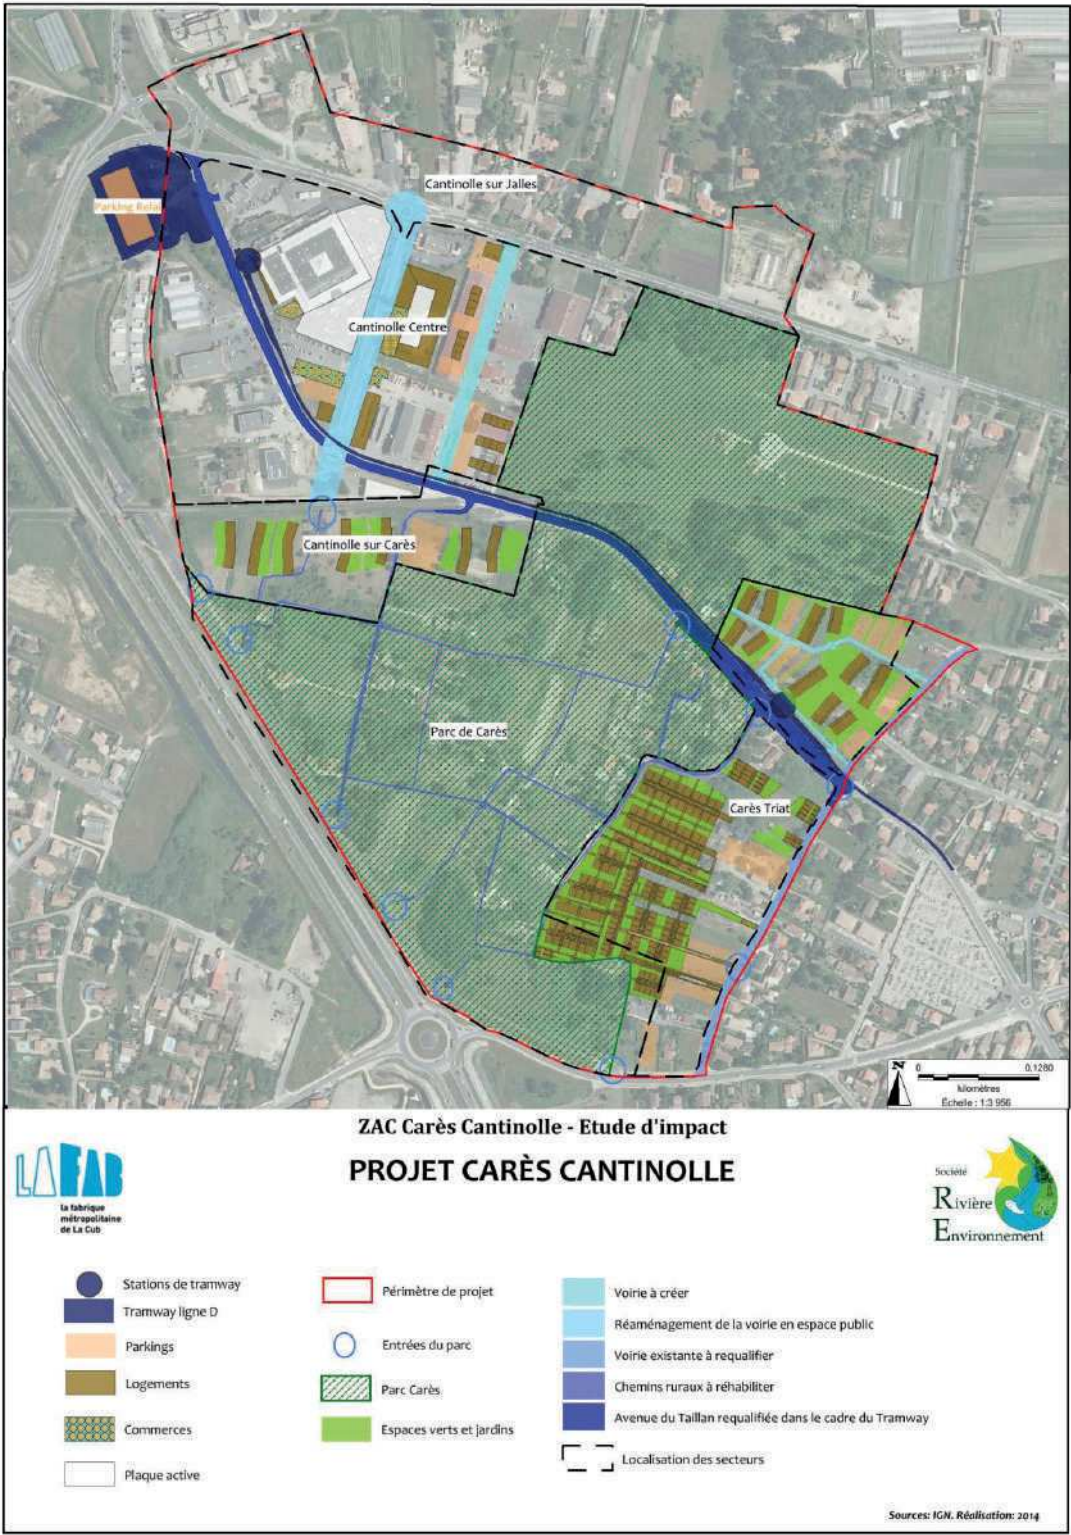 Cantinolle sur Jalles
Parking Relai
Cantinolle Centre
Cantinolle sur Carès
Parc de Carès
Carès Triat
N
0 0,1280
kilomètres
Échelle : 1:3 956
ZAC Carès Cantinolle - Etude d'impact
PROJET CARÈS CANTINOLLE
LA FAB
la fabrique
métropolitaine
de La Cub
Société
Rivière
Environnement
Stations de tramway
Tramway ligne D
Parkings
Logements
Commerces
Plaque active
Périmètre de projet
Entrées du parc
Parc Carès
Espaces verts et jardins
Voirie à créer
Réaménagement de la voirie en espace public
Voirie existante à requalifier
Chemins ruraux à réhabiliter
Avenue du Taillan requalifiée dans le cadre du Tramway
Localisation des secteurs
Sources: IGN. Réalisation: 2014